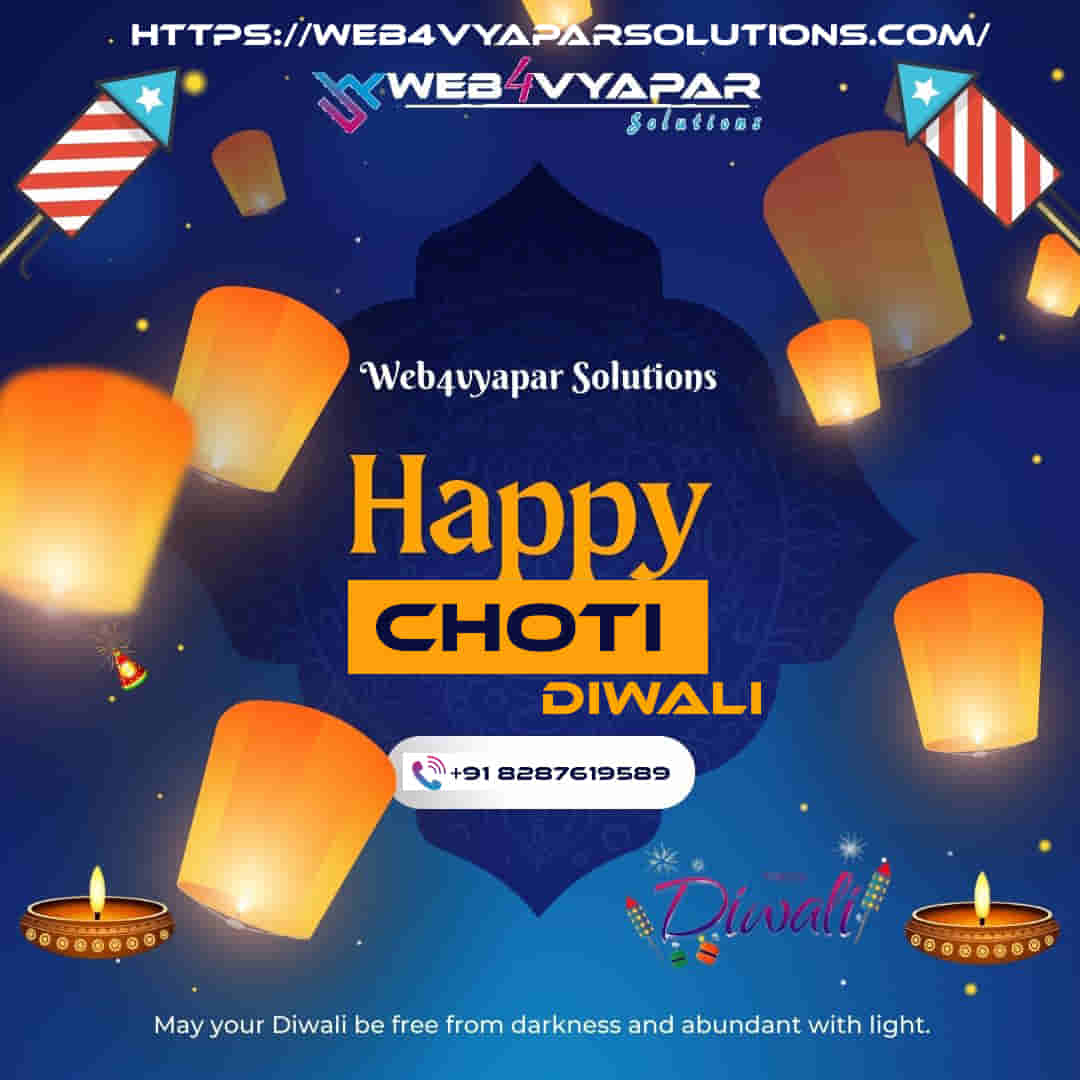 HTTPS://WEB4VYAPARSOLUTIONS.COM/
WEB4VYAPAR
Solutions
Web4vyapar Solutions
Happy
CHOTI
DIWALI
+91 8287619589
Diwali
May your Diwali be free from darkness and abundant with light.